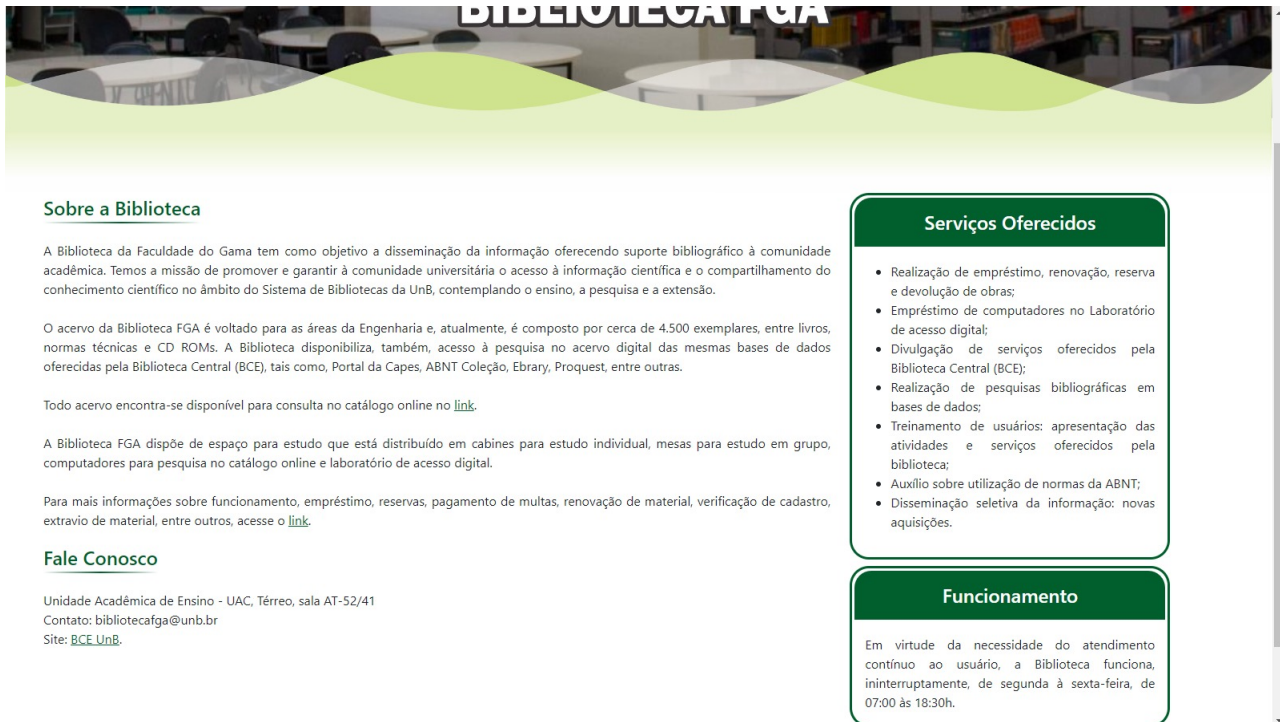 BIBLIOTECA FGA
Sobre a Biblioteca
A Biblioteca da Faculdade do Gama tem como objetivo a disseminação da informação oferecendo suporte bibliográfico à comunidade
acadêmica. Temos a missão de promover e garantir à comunidade universitária o acesso à informação científica e o compartilhamento do
conhecimento científico no âmbito do Sistema de Bibliotecas da UnB, contemplando o ensino, a pesquisa e a extensão.
O acervo da Biblioteca FGA é voltado para as áreas da Engenharia e, atualmente, é composto por cerca de 4.500 exemplares, entre livros,
normas técnicas e CD ROMs. A Biblioteca disponibiliza, também, acesso à pesquisa no acervo digital das mesmas bases de dados
oferecidas pela Biblioteca Central (BCE), tais como, Portal da Capes, ABNT Coleção, Ebrary, Proquest, entre outras.
Todo acervo encontra-se disponível para consulta no catálogo online no link.
A Biblioteca FGA dispõe de espaço para estudo que está distribuído em cabines para estudo individual, mesas para estudo em grupo,
computadores para pesquisa no catálogo online e laboratório de acesso digital.
Para mais informações sobre funcionamento, empréstimo, reservas, pagamento de multas, renovação de material, verificação de cadastro,
extravio de material, entre outros, acesse o link.
Fale Conosco
Unidade Acadêmica de Ensino - UAC, Térreo, sala AT-52/41
Contato: bibliotecafga@unb.br
Site: BCE UnB.
Serviços Oferecidos
• Realização de empréstimo, renovação, reserva
e devolução de obras;
• Empréstimo de computadores no Laboratório
de acesso digital;
• Divulgação de serviços oferecidos pela
Biblioteca Central (BCE);
• Realização de pesquisas bibliográficas em
bases de dados;
• Treinamento de usuários: apresentação das
atividades e serviços oferecidos pela
biblioteca;
• Auxílio sobre utilização de normas da ABNT;
• Disseminação seletiva da informação: novas
aquisições.
Funcionamento
Em virtude da necessidade do atendimento
contínuo ao usuário, a Biblioteca funciona,
ininterruptamente, de segunda à sexta-feira, de
07:00 às 18:30h.